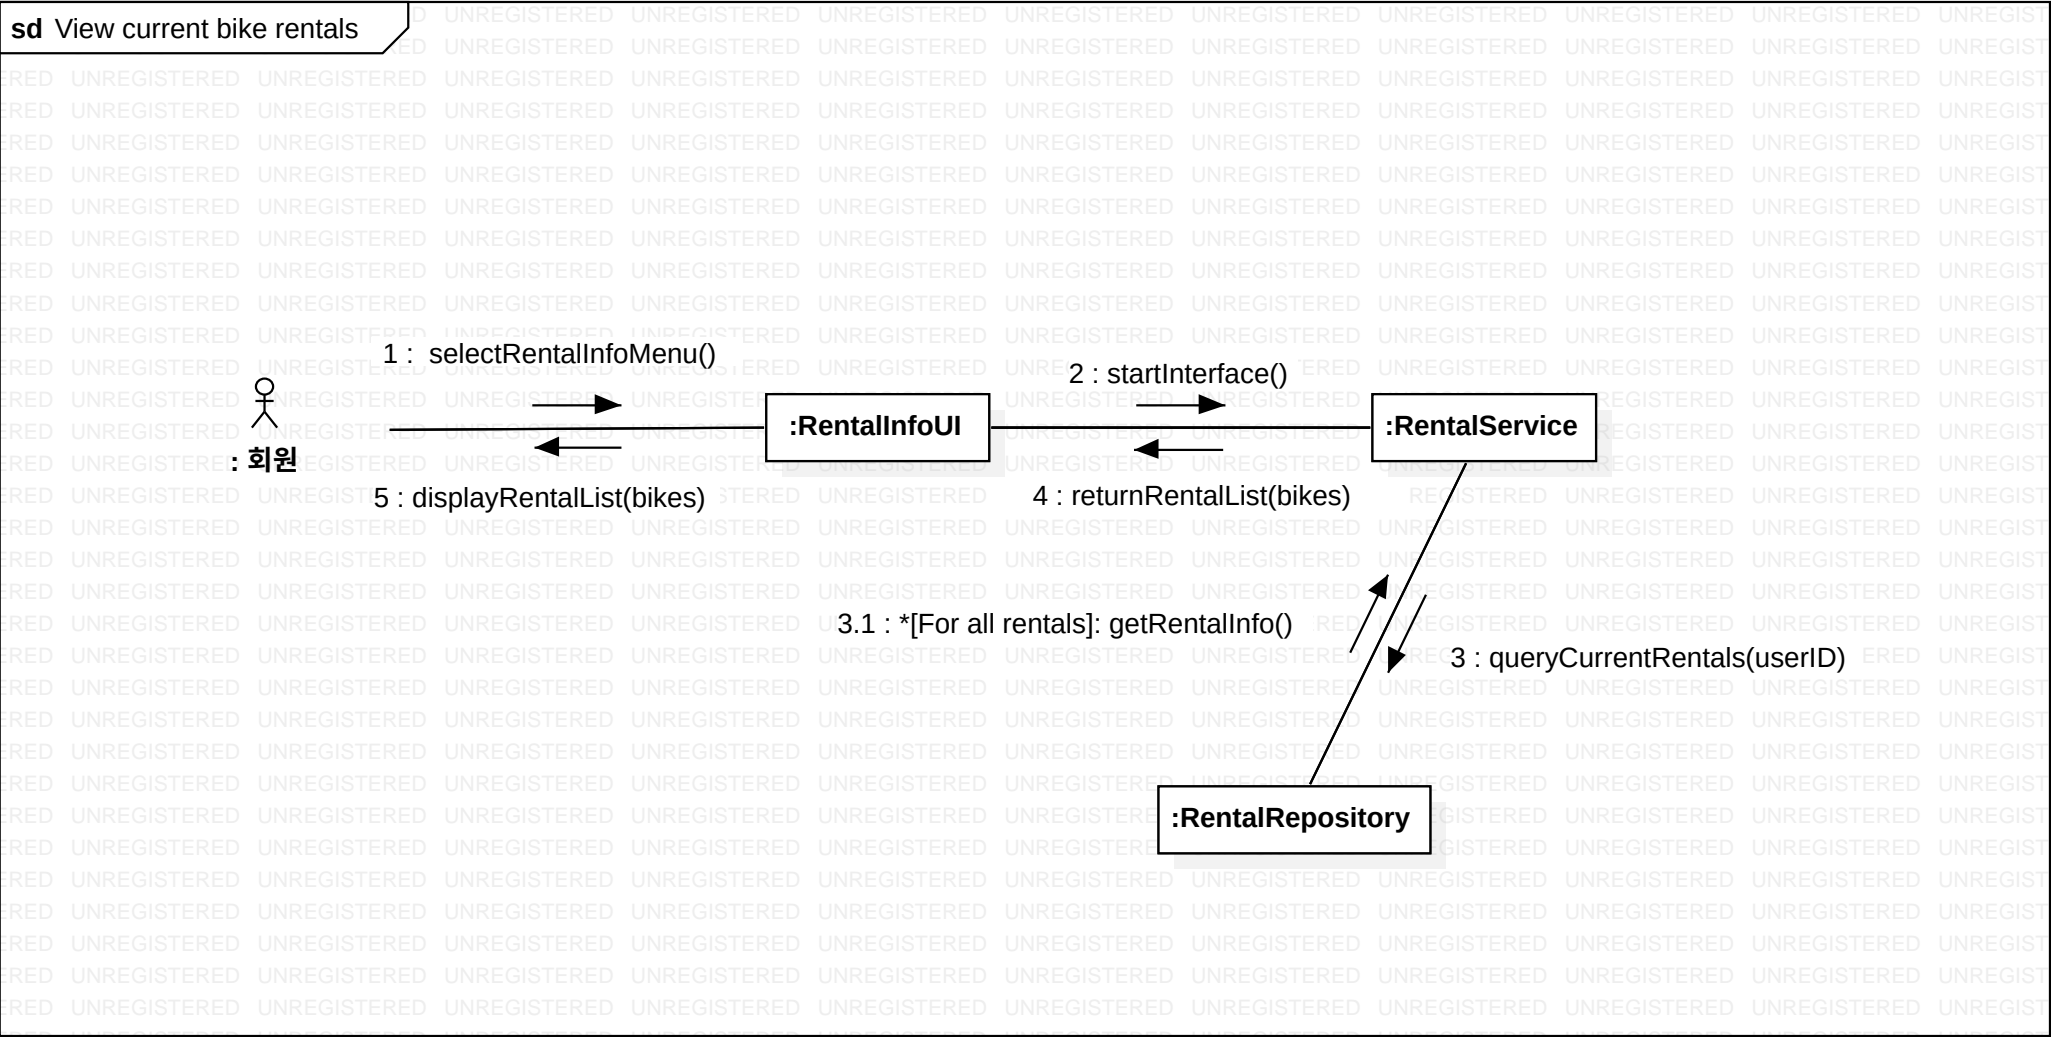 sd View current bike rentals
1 : selectRentalInfoMenu()
2 : startInterface()
: 회원
:RentalInfoUI
:RentalService
5 : displayRentalList(bikes)
4 : returnRentalList(bikes)
3.1 : *[For all rentals]: getRentalInfo()
3 : queryCurrentRentals(userID)
:RentalRepository
UNREGISTERED